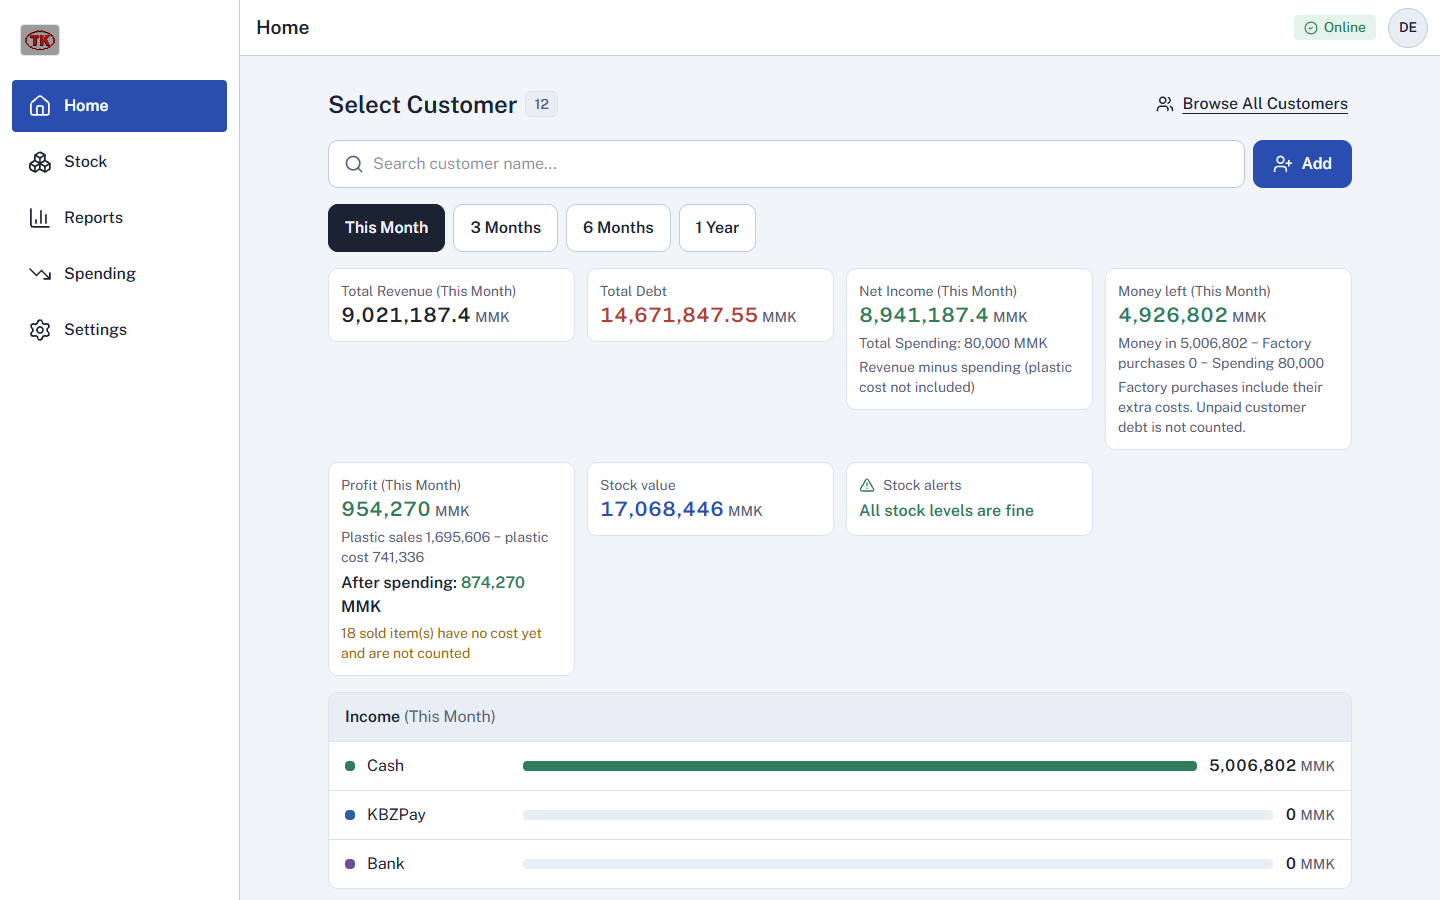 TK
Home
Stock
Reports
Spending
Settings
Home
Online
DE
Select Customer 12
Browse All Customers
Search customer name...
Add
This Month
3 Months
6 Months
1 Year
Total Revenue (This Month)
9,021,187.4 MMK
Total Debt
14,671,847.55 MMK
Net Income (This Month)
8,941,187.4 MMK
Total Spending: 80,000 MMK
Revenue minus spending (plastic
cost not included)
Money left (This Month)
4,926,802 MMK
Money in 5,006,802 − Factory
purchases 0 − Spending 80,000
Factory purchases include their
extra costs. Unpaid customer
debt is not counted.
Profit (This Month)
954,270 MMK
Plastic sales 1,695,606 − plastic
cost 741,336
After spending: 874,270
MMK
18 sold item(s) have no cost yet
and are not counted
Stock value
17,068,446 MMK
Stock alerts
All stock levels are fine
Income (This Month)
Cash
5,006,802 MMK
KBZPay
0 MMK
Bank
0 MMK